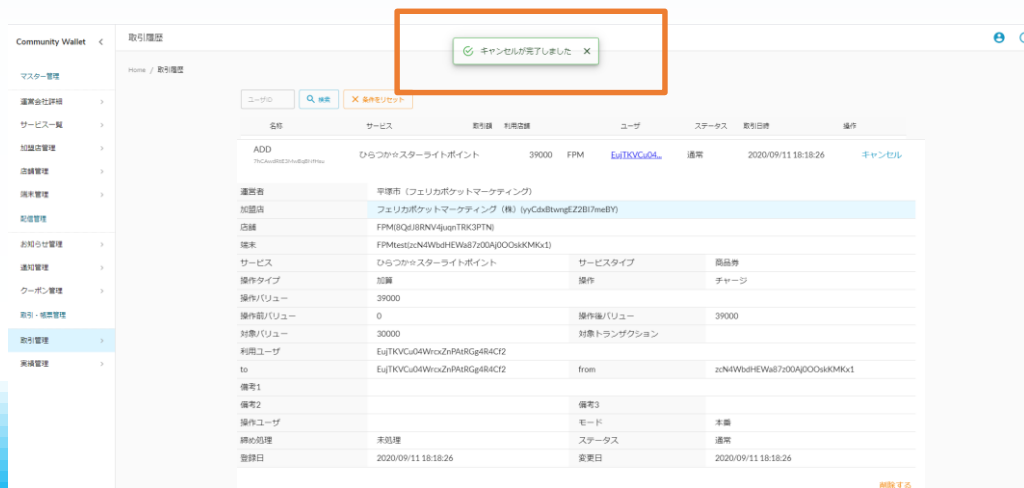 Community Wallet
取引履歴
キャンセルが完了しました
マスター管理
Home / 取引履歴
運営会社詳細
サービス一覧
加盟店管理
店舗管理
端末管理
配信管理
お知らせ管理
通知管理
クーポン管理
取引・帳票管理
取引管理
実績管理
ユーザID 検索 条件をリセット
名称 サービス 取引額 利用店舗 ユーザ ステータス 取引日時 操作
ADD ひらつか☆スターライトポイント 39000 FPM EujTKVCu04... 通常 2020/09/11 18:18:26 キャンセル
運営者 平塚市（フェリカポケットマーケティング）
加盟店 フェリカポケットマーケティング（株）(yyCdxBtwngEZ2BI7meBY)
店舗 FPM(8QdJ8RNV4juqnTRK3PTN)
端末 FPMtest(zcN4WbdHEWa87z00Aj0OOskKMKx1)
サービス ひらつか☆スターライトポイント サービスタイプ 商品券
操作タイプ 加算 操作 チャージ
操作バリュー 39000
操作前バリュー 0 操作後バリュー 39000
対象バリュー 30000 対象トランザクション
利用ユーザ EujTKVCu04WrcxZnPAtRGg4R4Cf2
to EujTKVCu04WrcxZnPAtRGg4R4Cf2 from zcN4WbdHEWa87z00Aj0OOskKMKx1
備考1
備考2 備考3
操作ユーザ モード 本番
締め処理 未処理 ステータス 通常
登録日 2020/09/11 18:18:26 変更日 2020/09/11 18:18:26
削除する